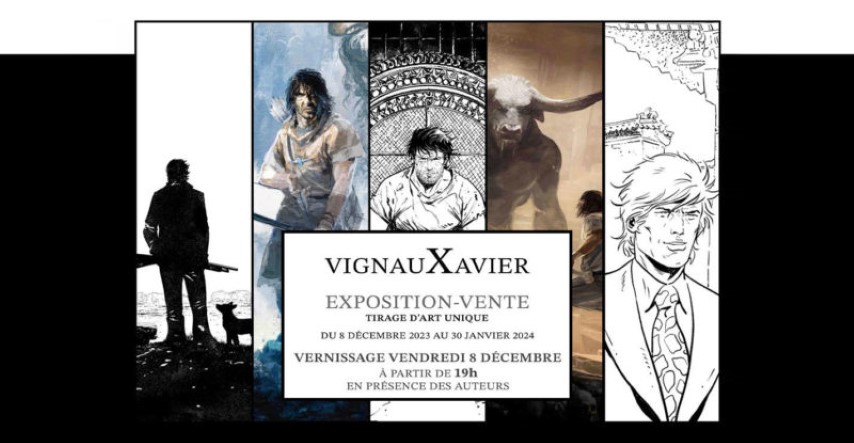 VIGNAUXAVIER
EXPOSITION-VENTE
TIRAGE D'ART UNIQUE
DU 8 DÉCEMBRE 2023 AU 30 JANVIER 2024
VERNISSAGE VENDREDI 8 DÉCEMBRE
À PARTIR DE 19h
EN PRÉSENCE DES AUTEURS